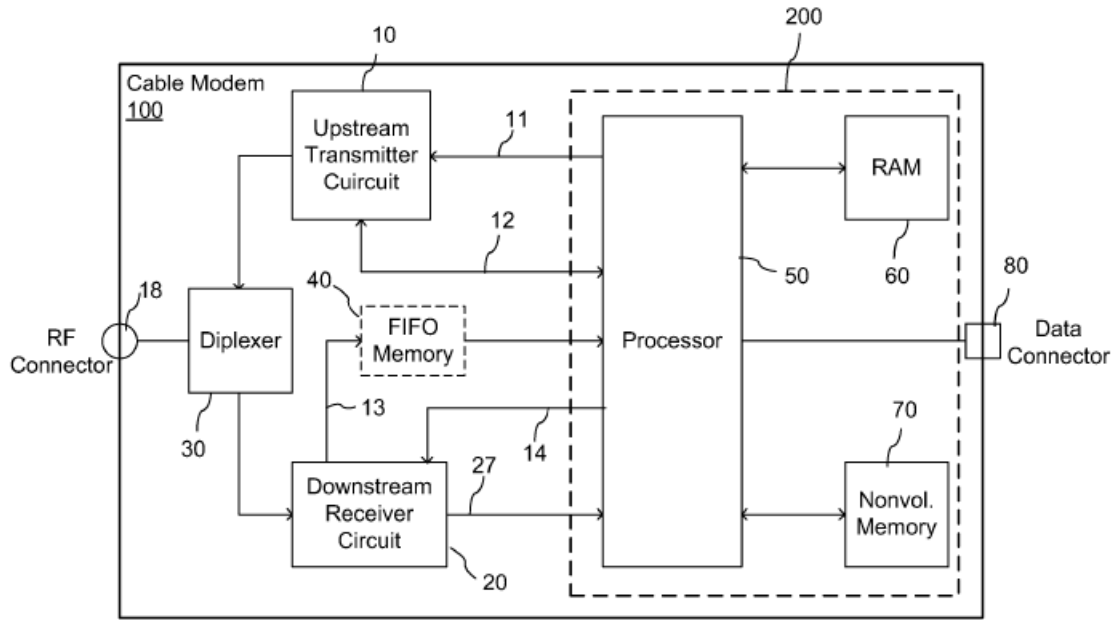 200
10
Cable Modem
100
Upstream
Transmitter
Cuircuit
11
RAM
12
50
60
80
18
40
RF
Connector
Diplexer
FIFO
Memory
Processor
Data
Connector
30
13
14
70
27
Downstream
Receiver
Circuit
Nonvol.
Memory
20